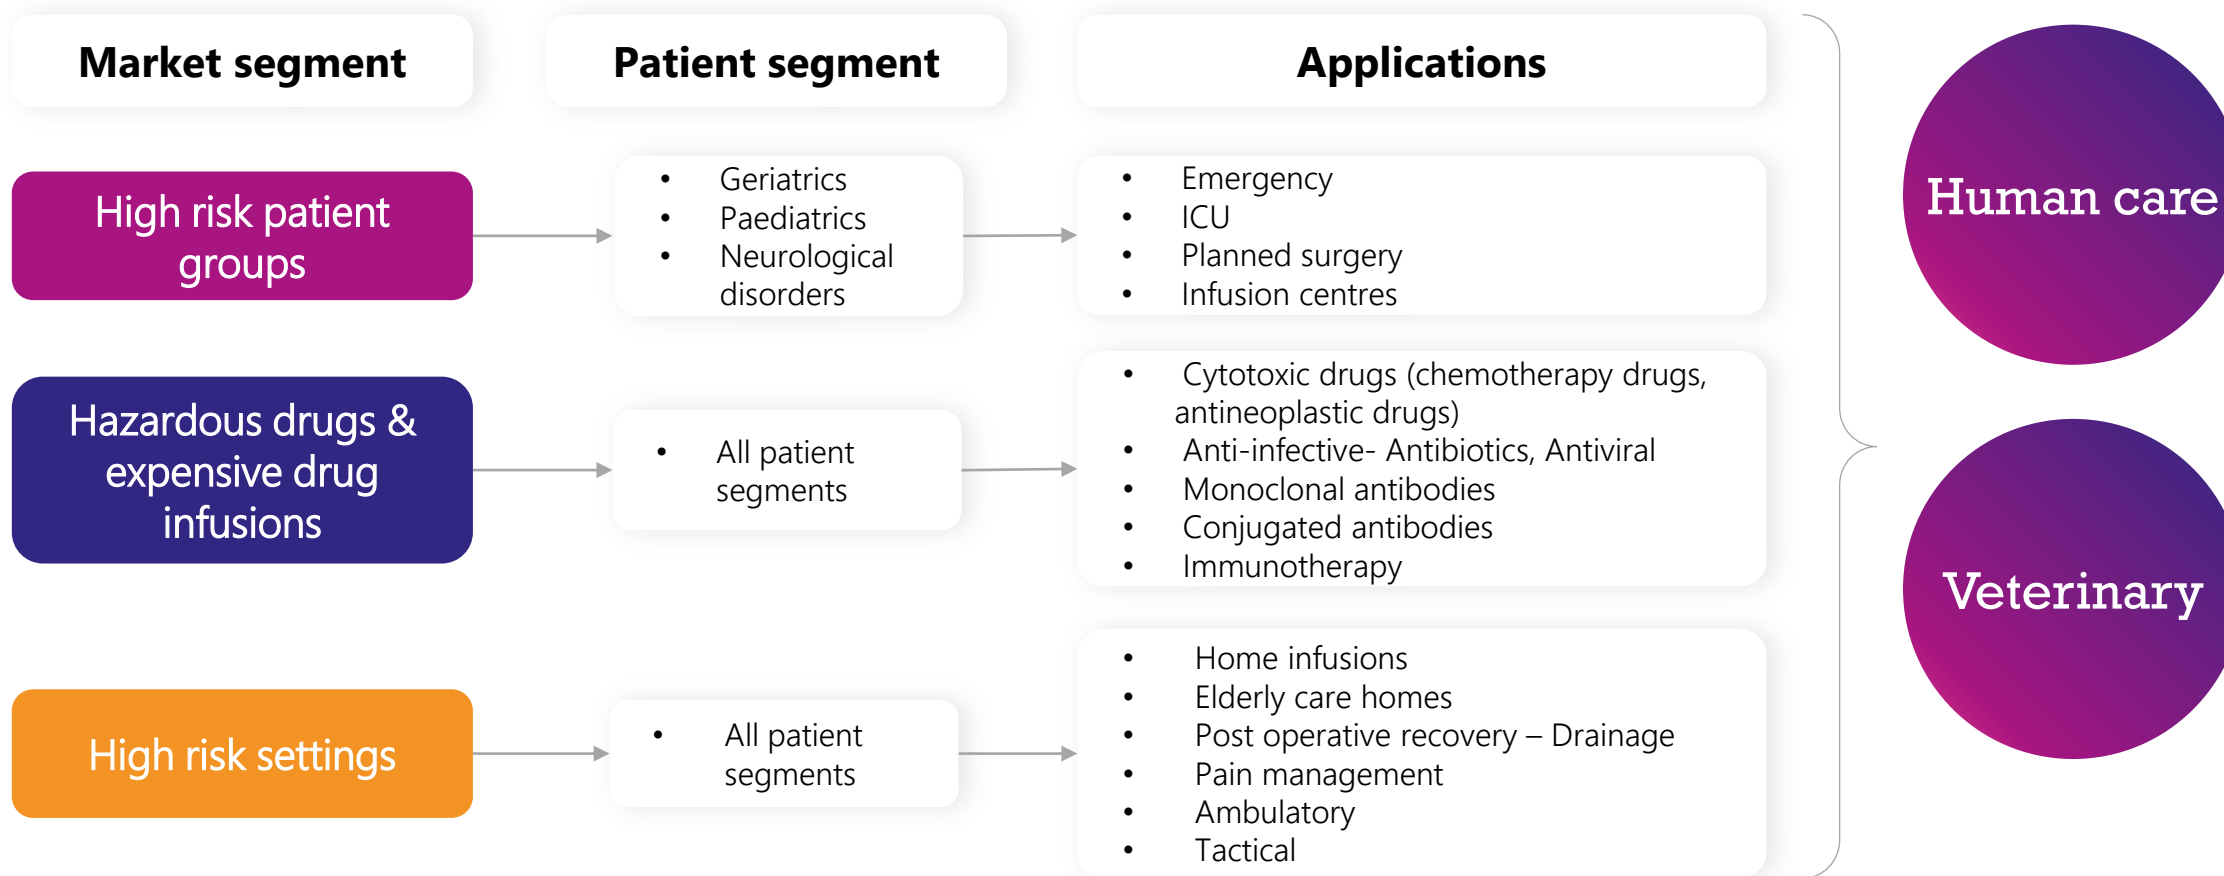 Market segment
Patient segment
Applications
High risk patient
groups
• Geriatrics
• Paediatrics
• Neurological
disorders
• Emergency
• ICU
• Planned surgery
• Infusion centres
Hazardous drugs &
expensive drug
infusions
• All patient
segments
• Cytotoxic drugs (chemotherapy drugs,
antineoplastic drugs)
• Anti-infective- Antibiotics, Antiviral
• Monoclonal antibodies
• Conjugated antibodies
• Immunotherapy
High risk settings
• All patient
segments
• Home infusions
• Elderly care homes
• Post operative recovery – Drainage
• Pain management
• Ambulatory
• Tactical
Human care
Veterinary